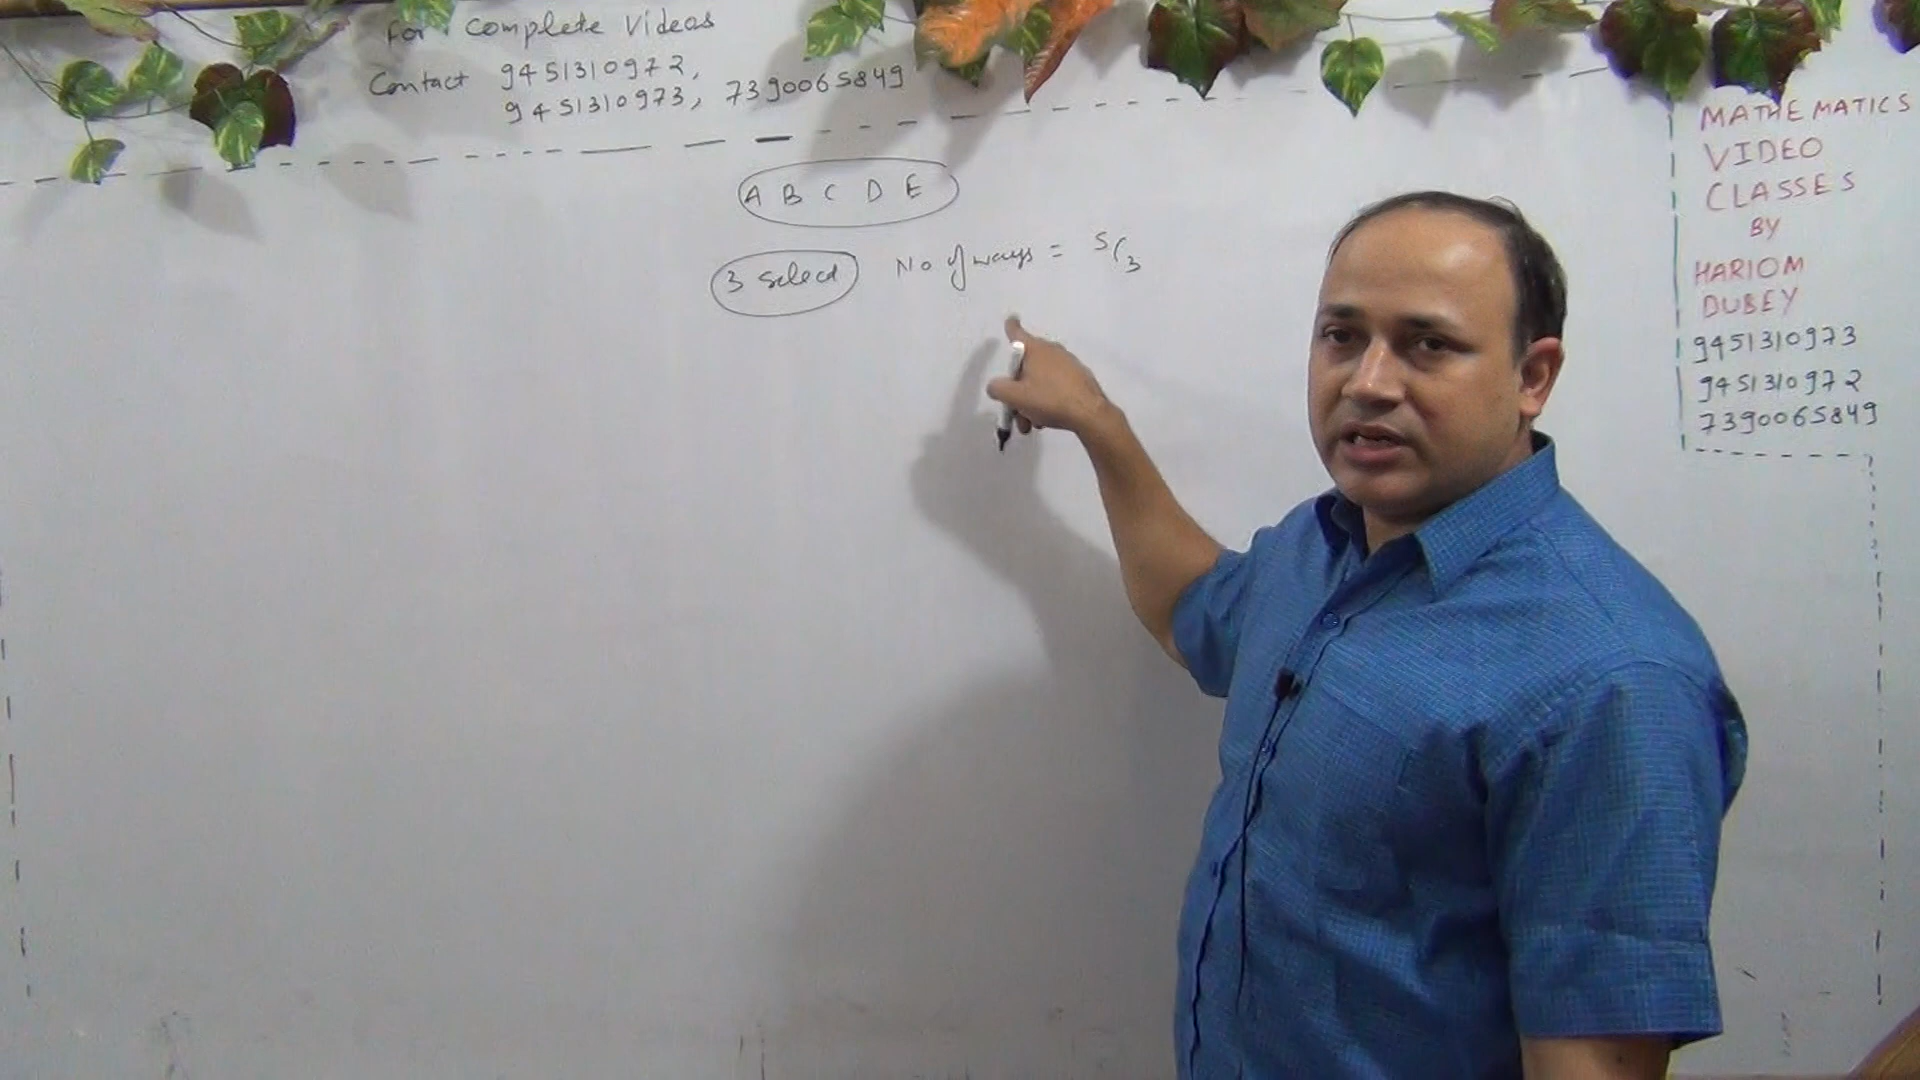 For Complete Videos
Contact 9451310972,
9451310973, 7390065849
A B C D E
3 select No of ways = 5C3
MATHEMATICS
VIDEO
CLASSES
BY
HARIOM
DUBEY
9451310973
9451310972
7390065849